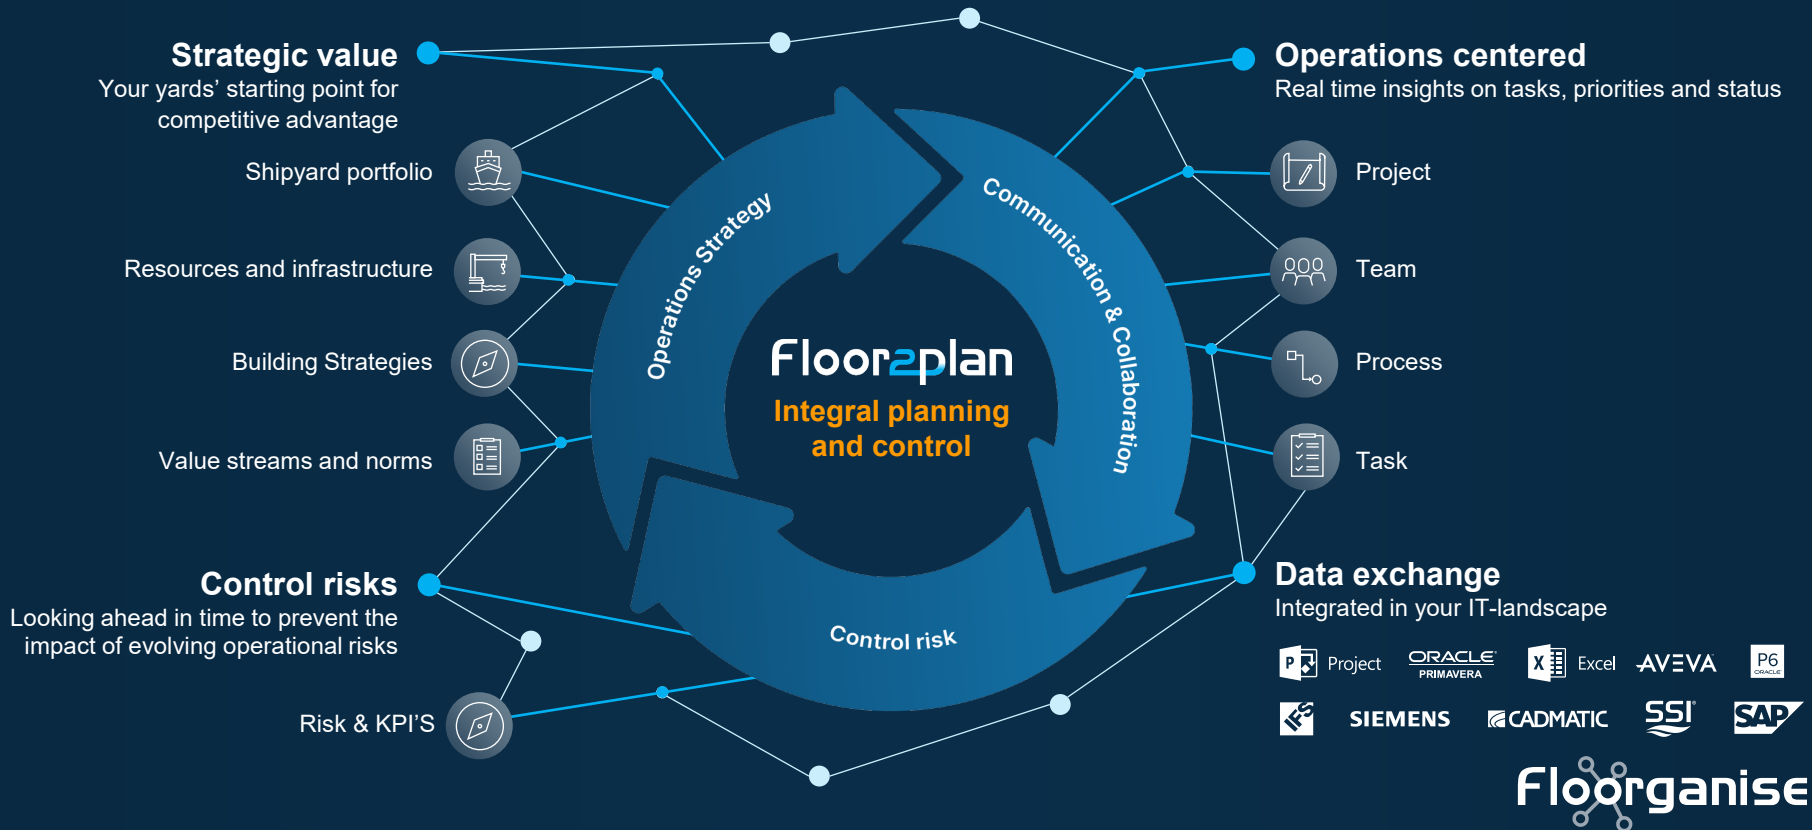 Strategic value
Your yards' starting point for
competitive advantage
Shipyard portfolio
Resources and infrastructure
Building Strategies
Value streams and norms
Control risks
Looking ahead in time to prevent the
impact of evolving operational risks
Risk & KPI'S
Operations Strategy
Communication & Collaboration
Control risk
Floor2plan
Integral planning
and control
Operations centered
Real time insights on tasks, priorities and status
Project
Team
Process
Task
Data exchange
Integrated in your IT-landscape
P Project
ORACLE®
PRIMAVERA
X Excel
AVEVA
P6
ORACLE
IFS
SIEMENS
CADMATIC
SSI®
SAP
Floorganise